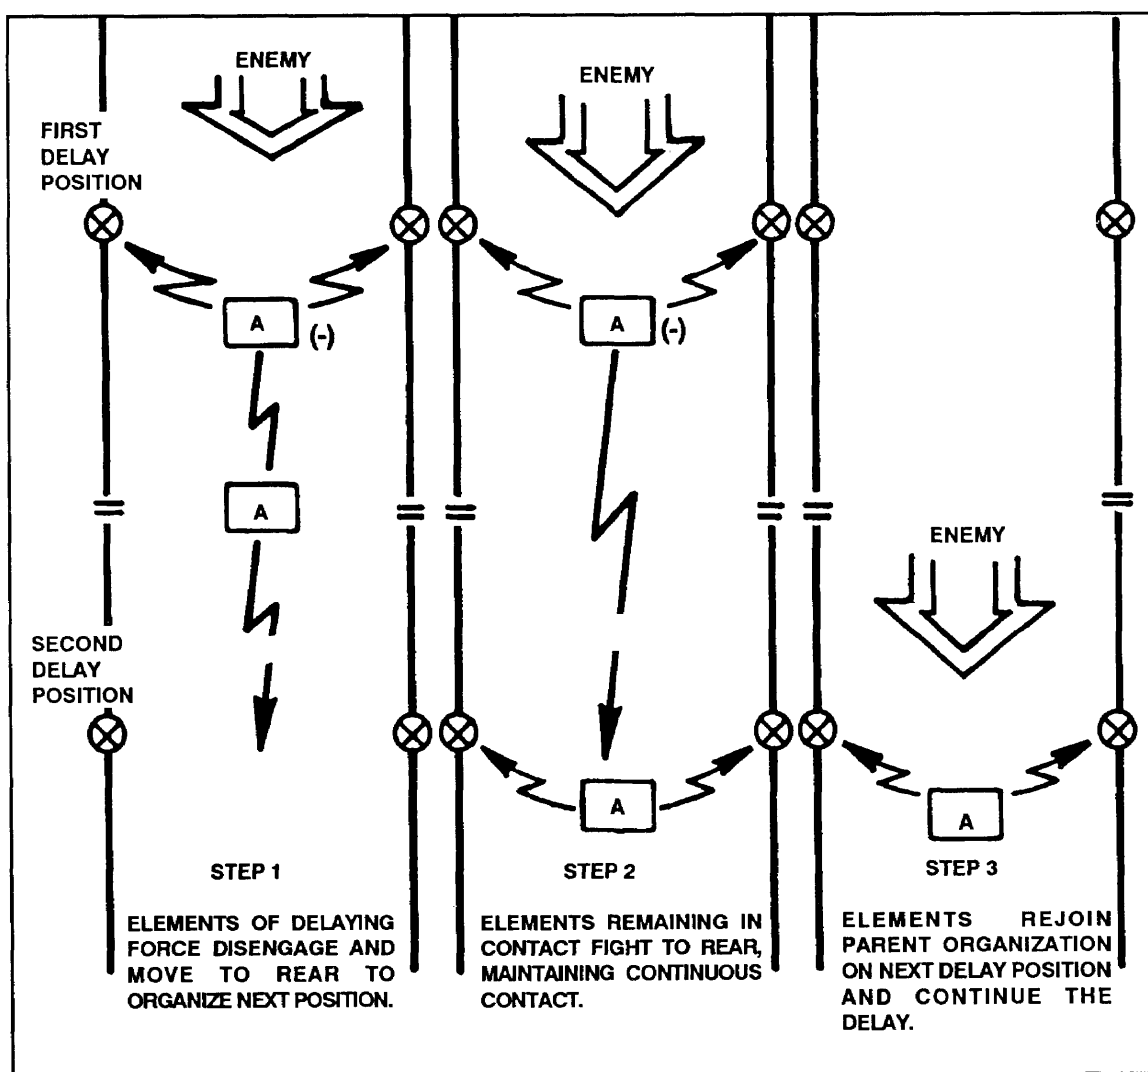 ENEMY
FIRST
DELAY
POSITION
A
(-)
A
SECOND
DELAY
POSITION
STEP 1
ELEMENTS OF DELAYING
FORCE DISENGAGE AND
MOVE TO REAR TO
ORGANIZE NEXT POSITION.
ENEMY
A
(-)
A
STEP 2
ELEMENTS REMAINING IN
CONTACT FIGHT TO REAR,
MAINTAINING CONTINUOUS
CONTACT.
ENEMY
A
STEP 3
ELEMENTS REJOIN
PARENT ORGANIZATION
ON NEXT DELAY POSITION
AND CONTINUE THE
DELAY.